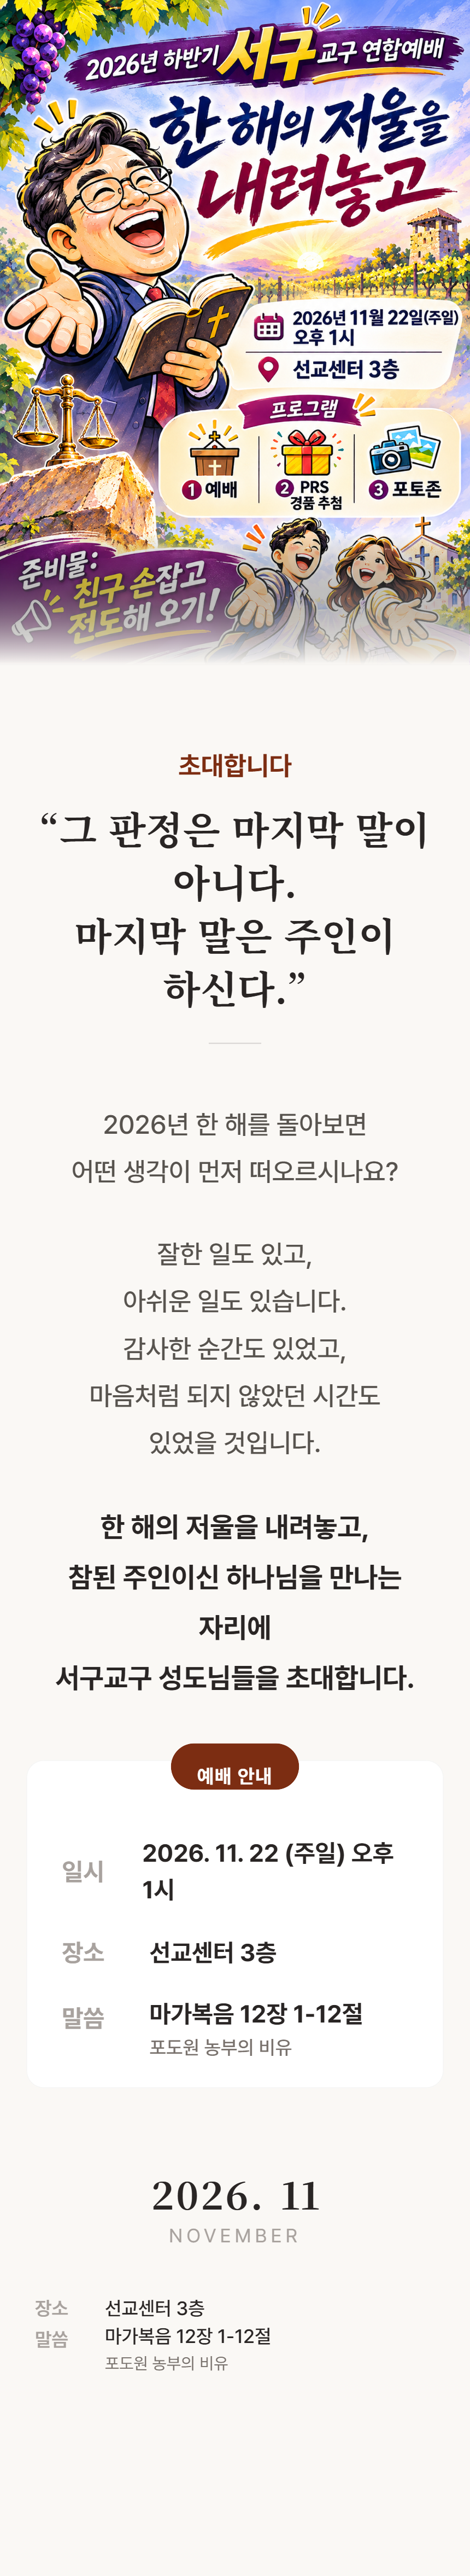 2026년 하반기 서구 교구 연합예배
한 해의 저울을
내려놓고
2026년 11월 22일(주일)
오후 1시
선교센터 3층
프로그램
1 예배
2 PRS
경품 추첨
3 포토존
준비물:
친구 손잡고
전도해 오기!
초대합니다
“그 판정은 마지막 말이
아니다.
마지막 말은 주인이
하신다.”
2026년 한 해를 돌아보면
어떤 생각이 먼저 떠오르시나요?
잘한 일도 있고,
아쉬운 일도 있습니다.
감사한 순간도 있었고,
마음처럼 되지 않았던 시간도
있었을 것입니다.
한 해의 저울을 내려놓고,
참된 주인이신 하나님을 만나는
자리에
서구교구 성도님들을 초대합니다.
예배 안내
일시 2026. 11. 22 (주일) 오후
1시
장소 선교센터 3층
말씀 마가복음 12장 1-12절
포도원 농부의 비유
2026. 11
NOVEMBER
장소 선교센터 3층
말씀 마가복음 12장 1-12절
포도원 농부의 비유